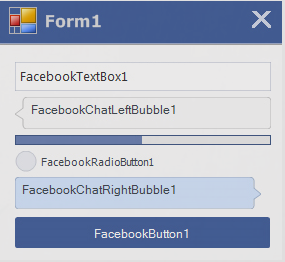 Form1
FacebookTextBox1
FacebookChatLeftBubble1
FacebookRadioButton1
FacebookChatRightBubble1
FacebookButton1